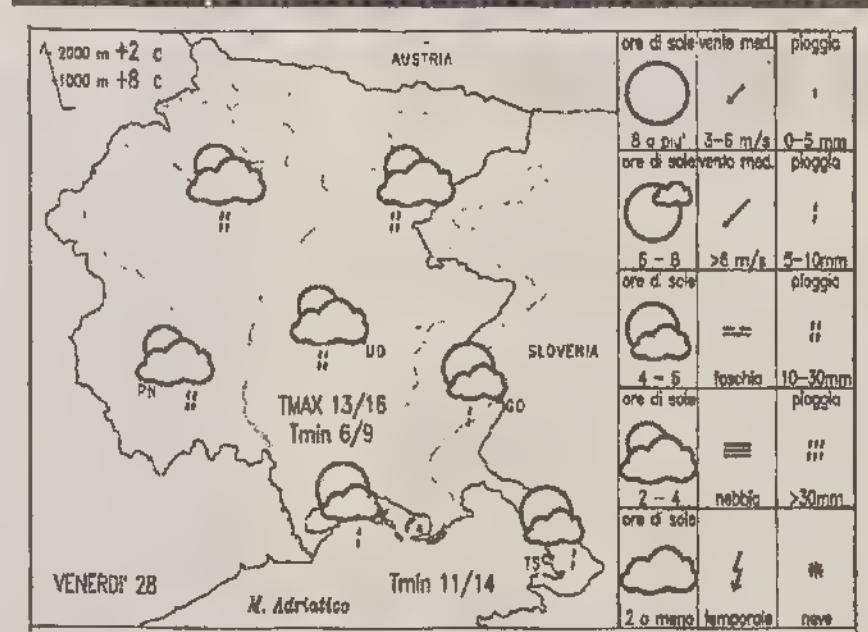 2000 m +2 c
1000 m +8 c
AUSTRIA
SLOVENIA
UD
PN
GO
TS
TMAX 13/16
Tmin 6/9
Tmin 11/14
VENERDI' 28
M. Adriatico
ore di sole vento med. pioggia
8 o piu' 3-6 m/s 0-5 mm
ore di sole vento med. pioggia
6 - 8 >6 m/s 5-10mm
ore di sole pioggia
4 - 6 foschia 10-30mm
ore di sole pioggia
2 - 4 nebbia >30mm
ore di sole
2 o meno temporale neve